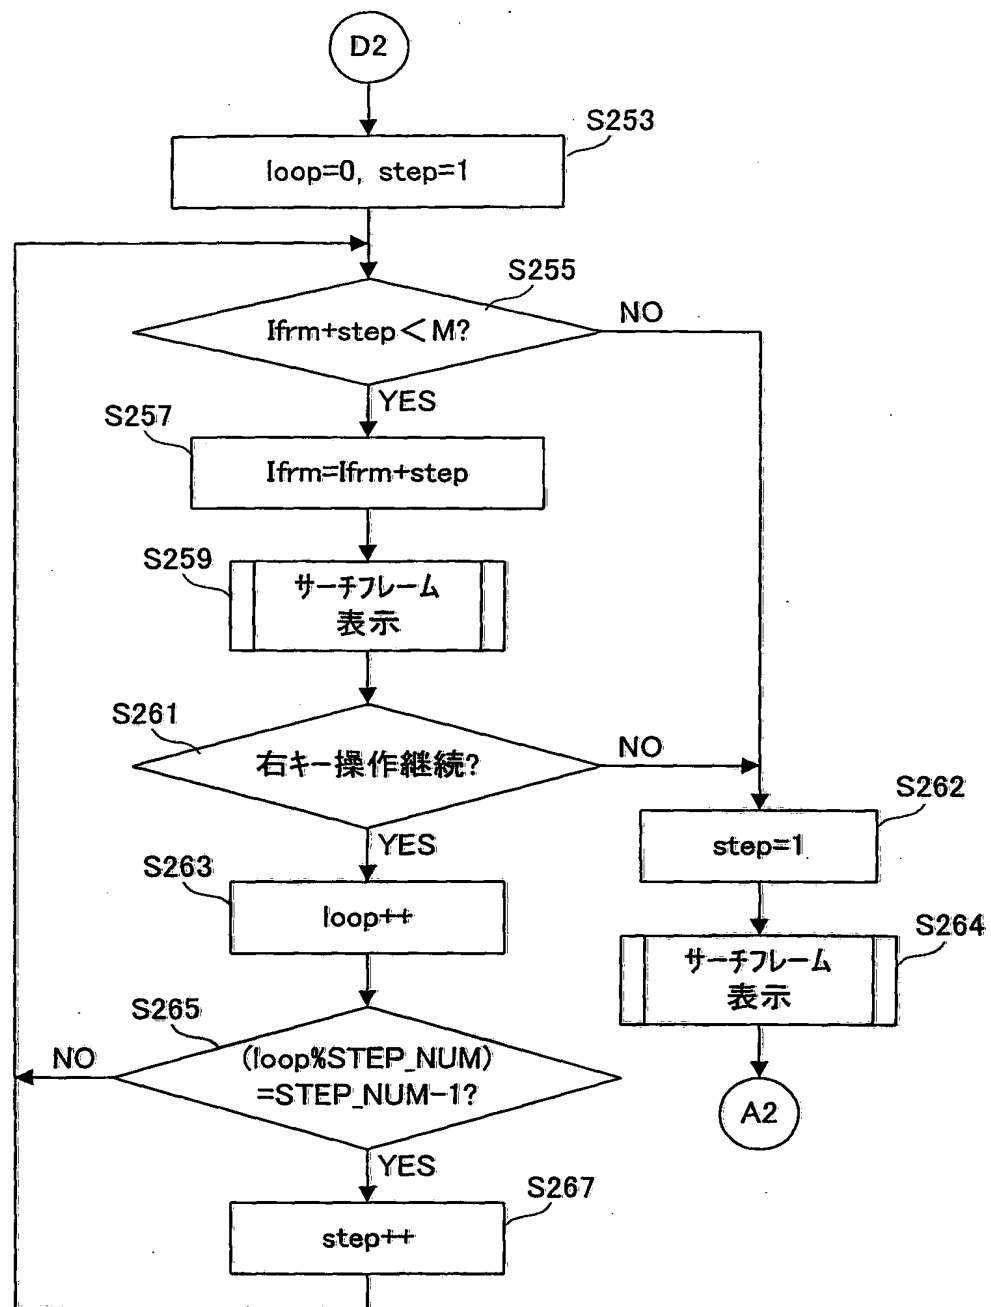 D2
S253
loop=0, step=1
S255
Ifrm+step<M?
NO
YES
S257
Ifrm=Ifrm+step
S259
サーチフレーム
表示
S261
右キー操作継続?
NO
YES
S262
step=1
S263
loop++
S264
サーチフレーム
表示
S265
(loop%STEP_NUM)
=STEP_NUM-1?
NO
YES
A2
S267
step++